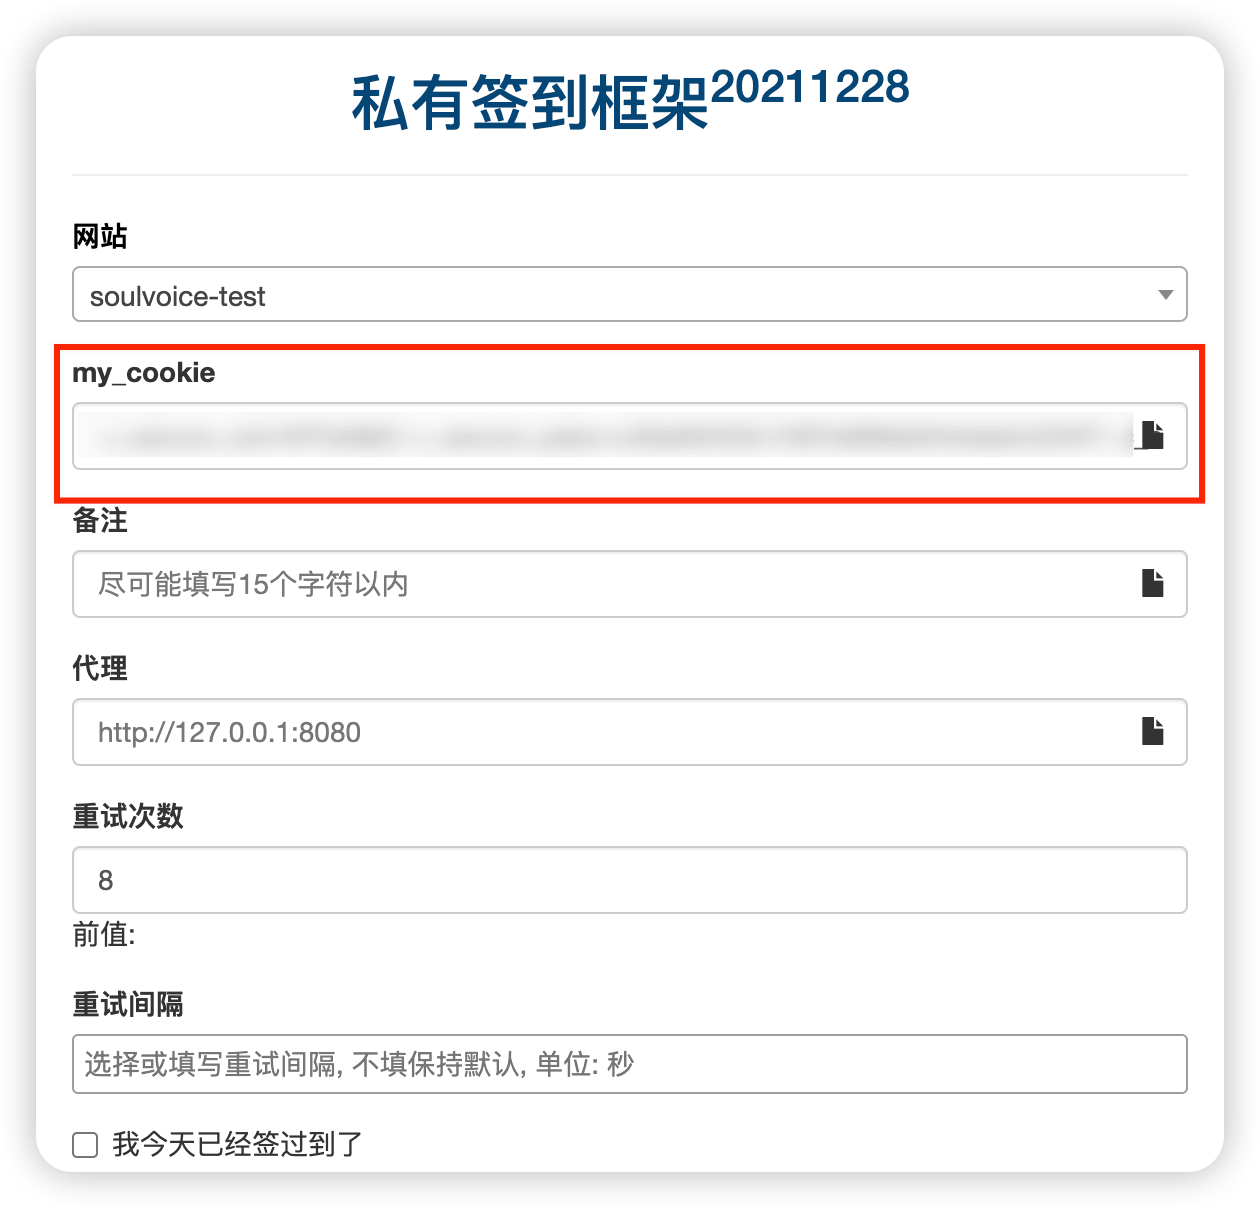 私有签到框架20211228
网站
soulvoice-test
my_cookie
备注
尽可能填写15个字符以内
代理
http://127.0.0.1:8080
重试次数
8
前值:
重试间隔
选择或填写重试间隔, 不填保持默认, 单位: 秒
我今天已经签过到了